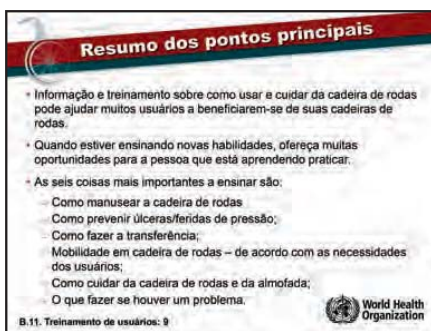 Resumo dos pontos principais
• Informação e treinamento sobre como usar e cuidar da cadeira de rodas
pode ajudar muitos usuários a beneficiarem-se de suas cadeiras de
rodas.
• Quando estiver ensinando novas habilidades, ofereça muitas
oportunidades para a pessoa que está aprendendo praticar.
• As seis coisas mais importantes a ensinar são:
– Como manusear a cadeira de rodas
– Como prevenir úlceras/feridas de pressão;
– Como fazer a transferência;
– Mobilidade em cadeira de rodas – de acordo com as necessidades
dos usuários;
– Como cuidar da cadeira de rodas e da almofada;
– O que fazer se houver um problema.
B.11. Treinamento de usuários: 9
World Health
Organization